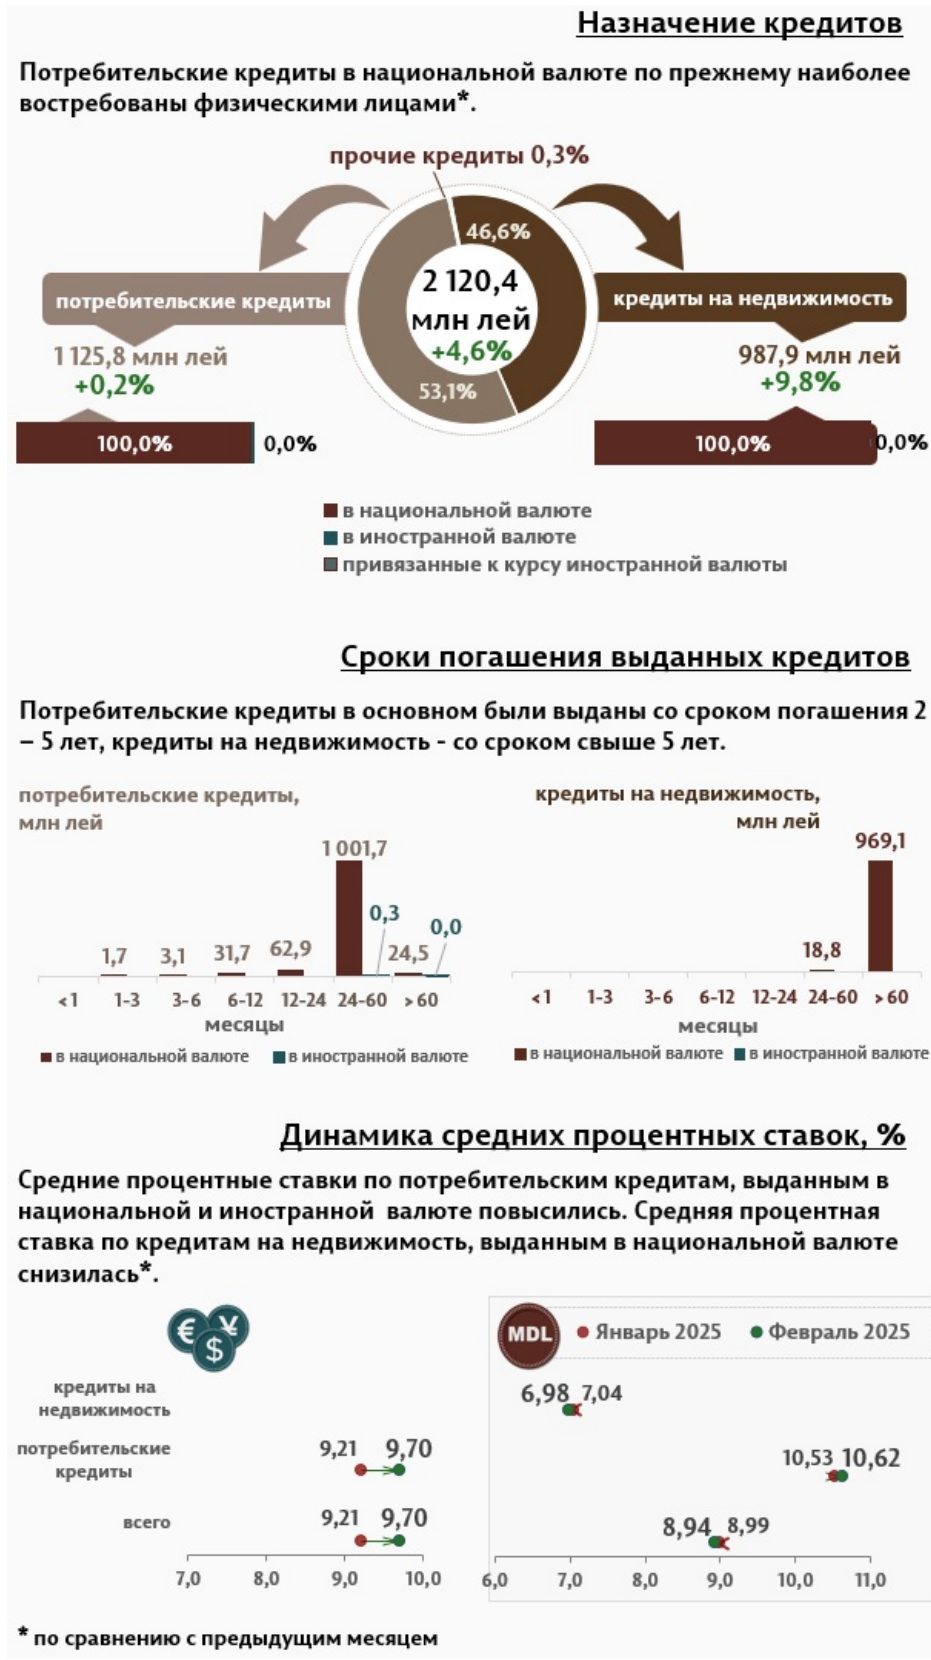 Назначение кредитов
Потребительские кредиты в национальной валюте по прежнему наиболее
востребованы физическими лицами*.
прочие кредиты 0,3%
46,6%
2 120,4
млн лей
+4,6%
53,1%
потребительские кредиты
1 125,8 млн лей
+0,2%
100,0%
0,0%
кредиты на недвижимость
987,9 млн лей
+9,8%
100,0%
0,0%
в национальной валюте
в иностранной валюте
привязанные к курсу иностранной валюты
Сроки погашения выданных кредитов
Потребительские кредиты в основном были выданы со сроком погашения 2
– 5 лет, кредиты на недвижимость - со сроком свыше 5 лет.
потребительские кредиты,
млн лей
1 001,7
0,3
0,0
1,7 3,1 31,7 62,9 24,5
<1 1-3 3-6 6-12 12-24 24-60 >60
месяцы
в национальной валюте в иностранной валюте
кредиты на недвижимость,
млн лей
969,1
18,8
<1 1-3 3-6 6-12 12-24 24-60 >60
месяцы
в национальной валюте в иностранной валюте
Динамика средних процентных ставок, %
Средние процентные ставки по потребительским кредитам, выданным в
национальной и иностранной валюте повысились. Средняя процентная
ставка по кредитам на недвижимость, выданным в национальной валюте
снизилась*.
€ ¥ $
MDL Январь 2025 Февраль 2025
кредиты на
недвижимость
6,98 7,04
потребительские
кредиты
9,21 9,70
10,53 10,62
всего
9,21 9,70
8,94 8,99
7,0 8,0 9,0 10,0
6,0 7,0 8,0 9,0 10,0 11,0
* по сравнению с предыдущим месяцем